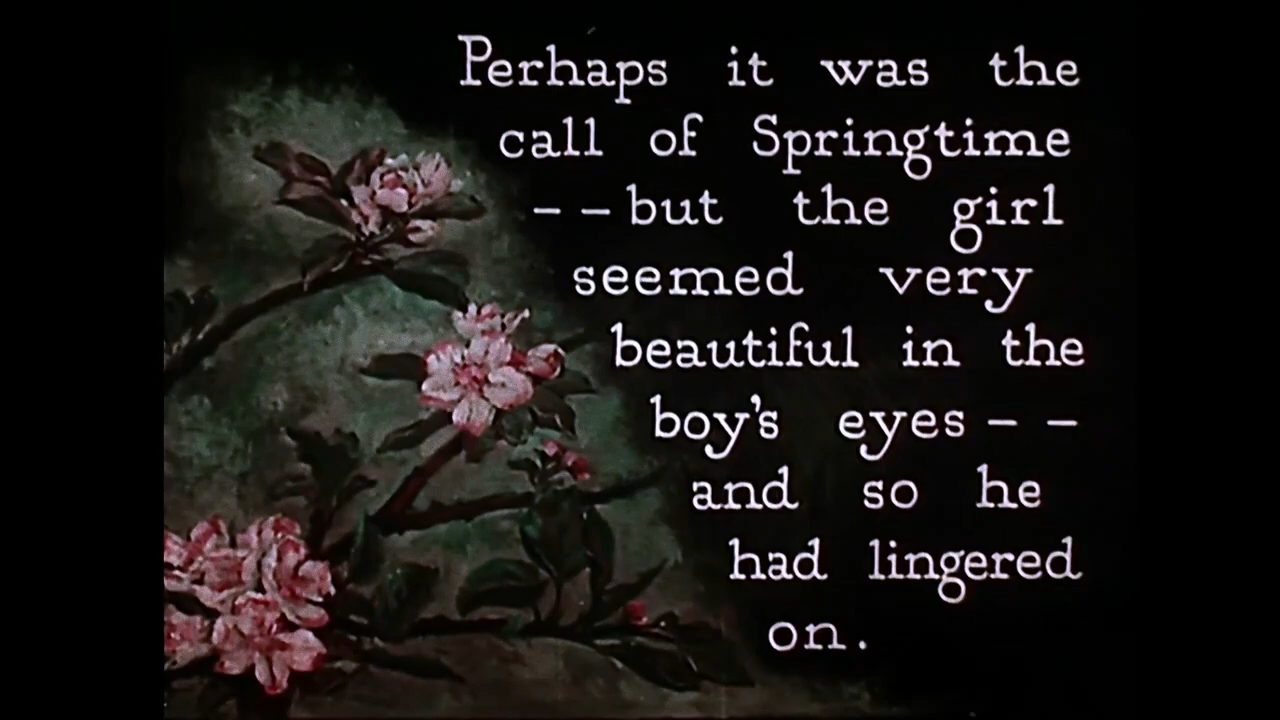 Perhaps it was the
call of Springtime
--but the girl
seemed very
beautiful in the
boy's eyes--
and so he
had lingered
on.